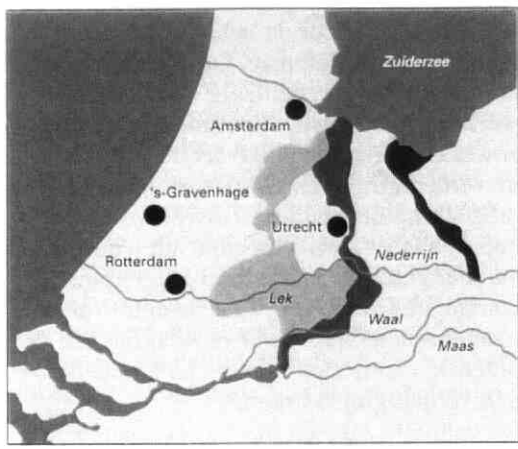 Zuiderzee
Amsterdam
's-Gravenhage
Utrecht
Rotterdam
Nederrijn
Lek
Waal
Maas